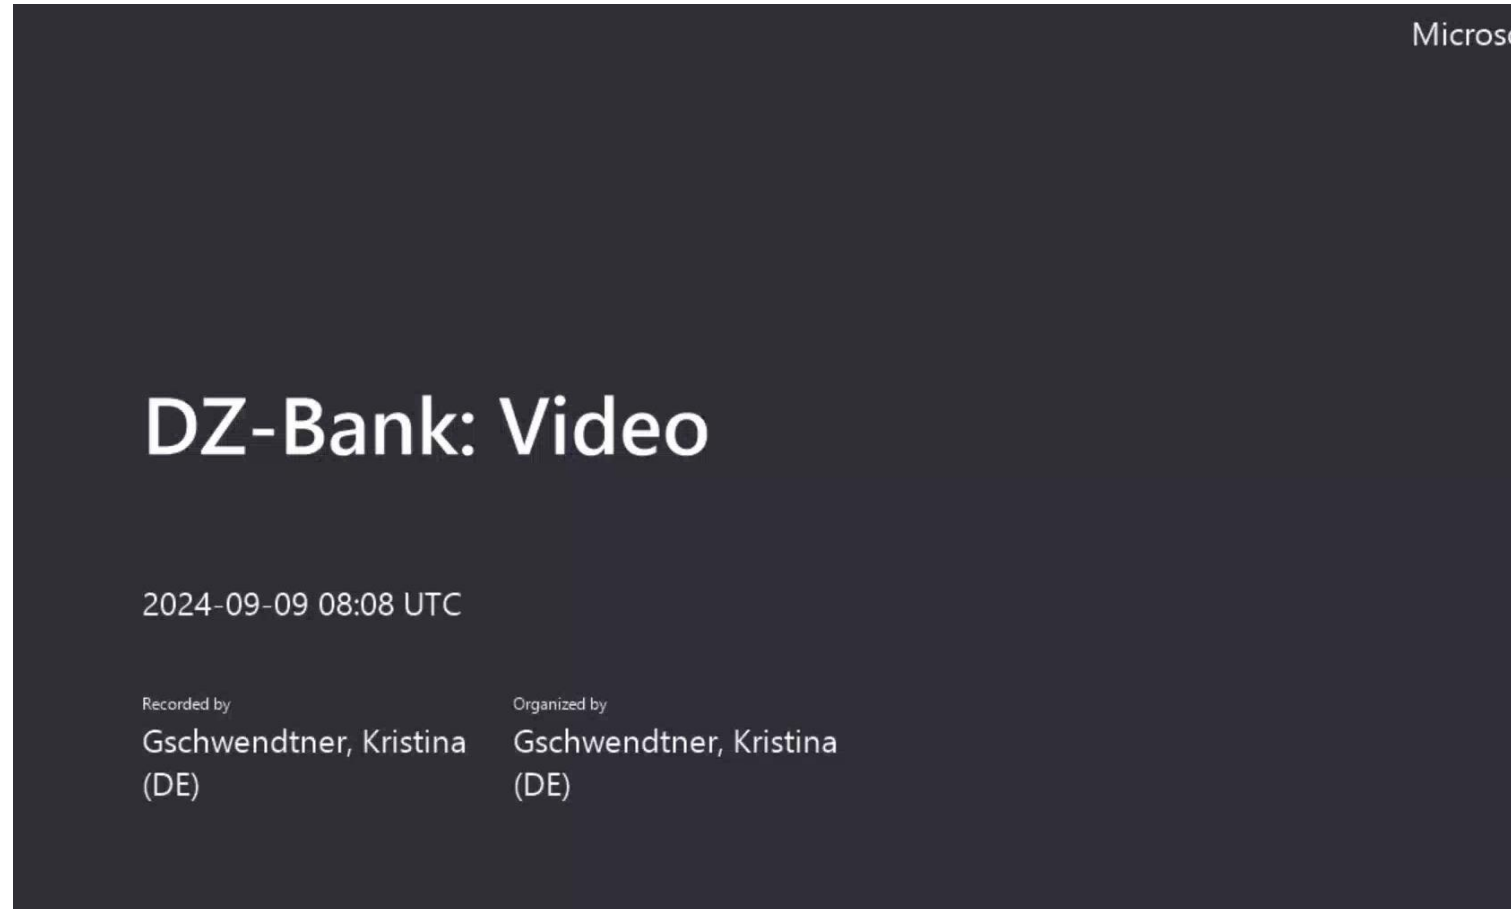 DZ-Bank: Video
2024-09-09 08:08 UTC
Recorded by
Gschwendtner, Kristina
(DE)
Organized by
Gschwendtner, Kristina
(DE)